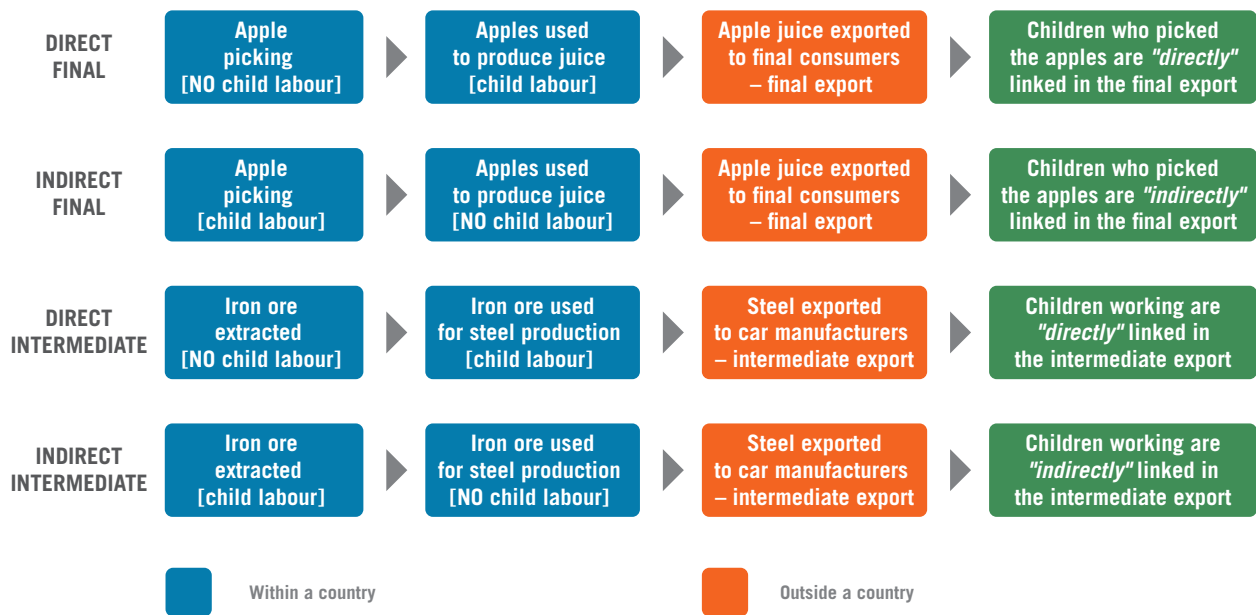 DIRECT
FINAL
Apple
picking
[NO child labour]
Apples used
to produce juice
[child labour]
Apple juice exported
to final consumers
– final export
Children who picked
the apples are "directly"
linked in the final export
INDIRECT
FINAL
Apple
picking
[child labour]
Apples used
to produce juice
[NO child labour]
Apple juice exported
to final consumers
– final export
Children who picked
the apples are "indirectly"
linked in the final export
DIRECT
INTERMEDIATE
Iron ore
extracted
[NO child labour]
Iron ore used
for steel production
[child labour]
Steel exported
to car manufacturers
– intermediate export
Children working are
"directly" linked in
the intermediate export
INDIRECT
INTERMEDIATE
Iron ore
extracted
[child labour]
Iron ore used
for steel production
[NO child labour]
Steel exported
to car manufacturers
– intermediate export
Children working are
"indirectly" linked in
the intermediate export
Within a country
Outside a country